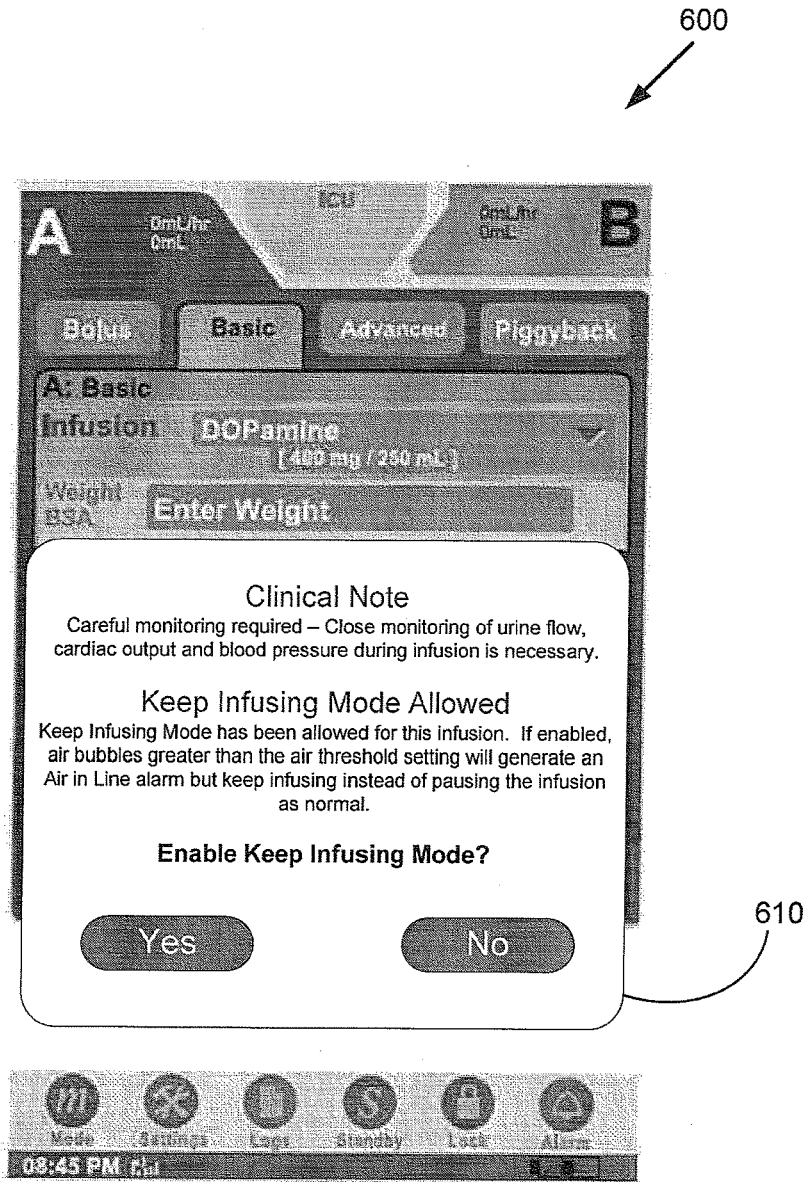 600
A
0mL/hr
0mL
ICU
0mL/hr
0mL
B
Bolus
Basic
Advanced
Piggyback
A: Basic
Infusion
DOPamine
[ 400 mg / 250 mL ]
Weight
BSA
Enter Weight
Clinical Note
Careful monitoring required – Close monitoring of urine flow,
cardiac output and blood pressure during infusion is necessary.
Keep Infusing Mode Allowed
Keep Infusing Mode has been allowed for this infusion. If enabled,
air bubbles greater than the air threshold setting will generate an
Air in Line alarm but keep infusing instead of pausing the infusion
as normal.
Enable Keep Infusing Mode?
Yes
No
610
m
S
Mode
Settings
Logs
Standby
Lock
Alarm
08:45 PM